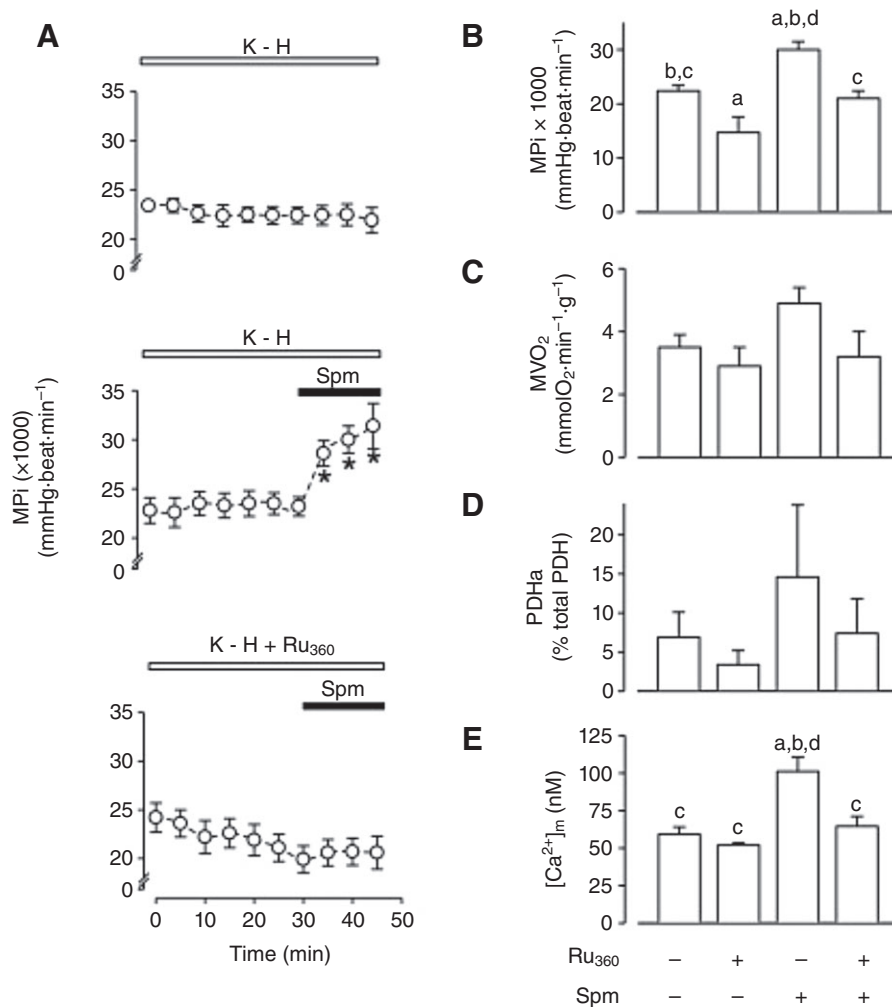 A
K - H
35
30
25
20
0
K - H
Spm
35
30
25
20
0
* * *
MPi (×1000)
(mmHg·beat·min⁻¹)
K - H + Ru₃₆₀
Spm
35
25
20
0
0 10 20 30 40 50
Time (min)
B
a,b,d
b,c
a
c
30
20
10
0
MPi × 1000
(mmHg·beat·min⁻¹)
C
6
4
2
0
MVO₂
(mmolO₂·min⁻¹·g⁻¹)
D
20
15
10
5
0
PDHa
(% total PDH)
E
125
100
75
50
25
0
[Ca²⁺]ₘ (nM)
a,b,d
c
c
c
Ru₃₆₀ – + – +
Spm – – + +